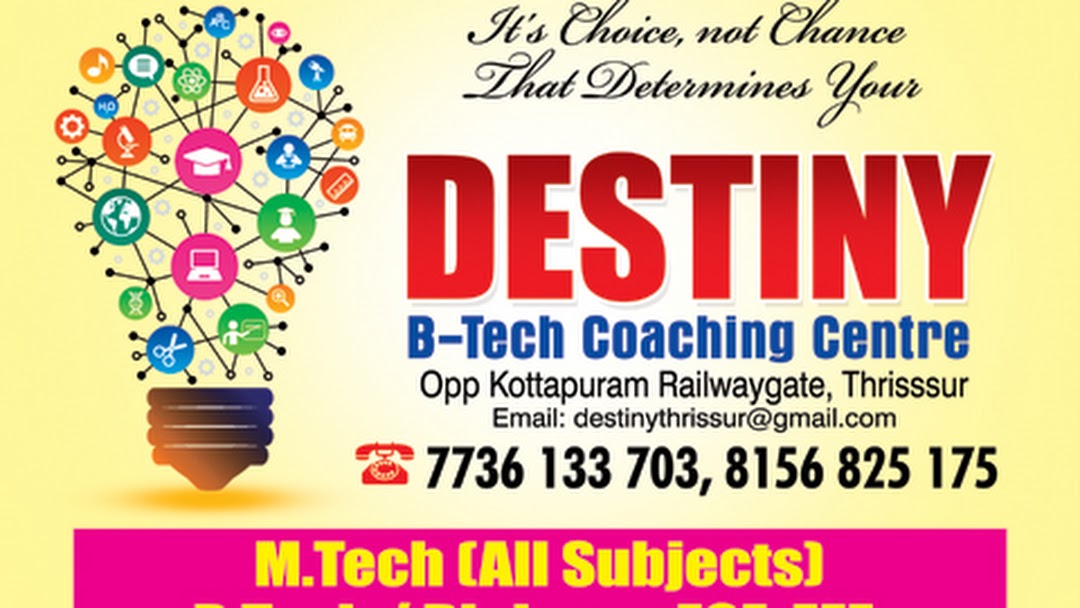 It's Choice, not Chance
That Determines Your
DESTINY
B-Tech Coaching Centre
Opp Kottapuram Railwaygate, Thrisssur
Email: destinythrissur@gmail.com
7736 133 703, 8156 825 175
M.Tech (All Subjects)